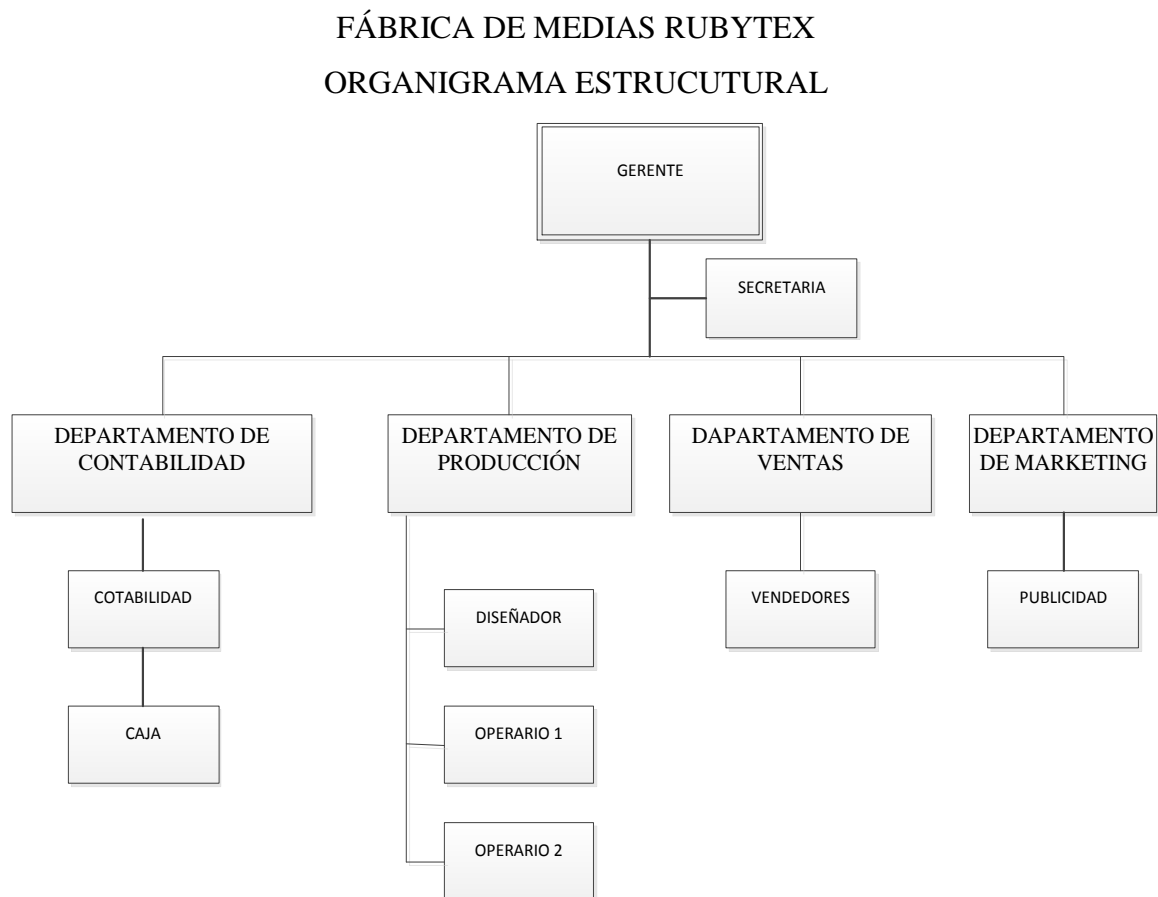 FÁBRICA DE MEDIAS RUBYTEX
ORGANIGRAMA ESTRUCUTURAL
GERENTE
SECRETARIA
DEPARTAMENTO DE
CONTABILIDAD
DEPARTAMENTO DE
PRODUCCIÓN
DAPARTAMENTO DE
VENTAS
DEPARTAMENTO
DE MARKETING
COTABILIDAD
DISEÑADOR
VENDEDORES
PUBLICIDAD
CAJA
OPERARIO 1
OPERARIO 2